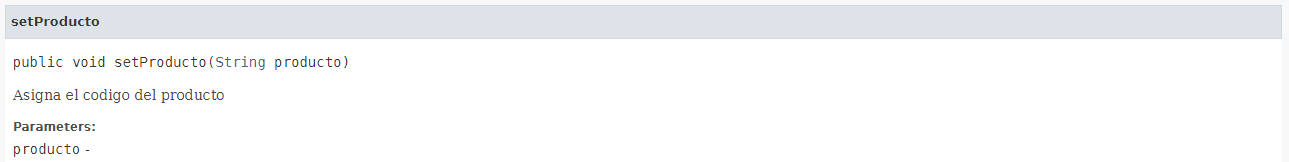 setProducto
public void setProducto(String producto)
Asigna el codigo del producto
Parameters:
producto -